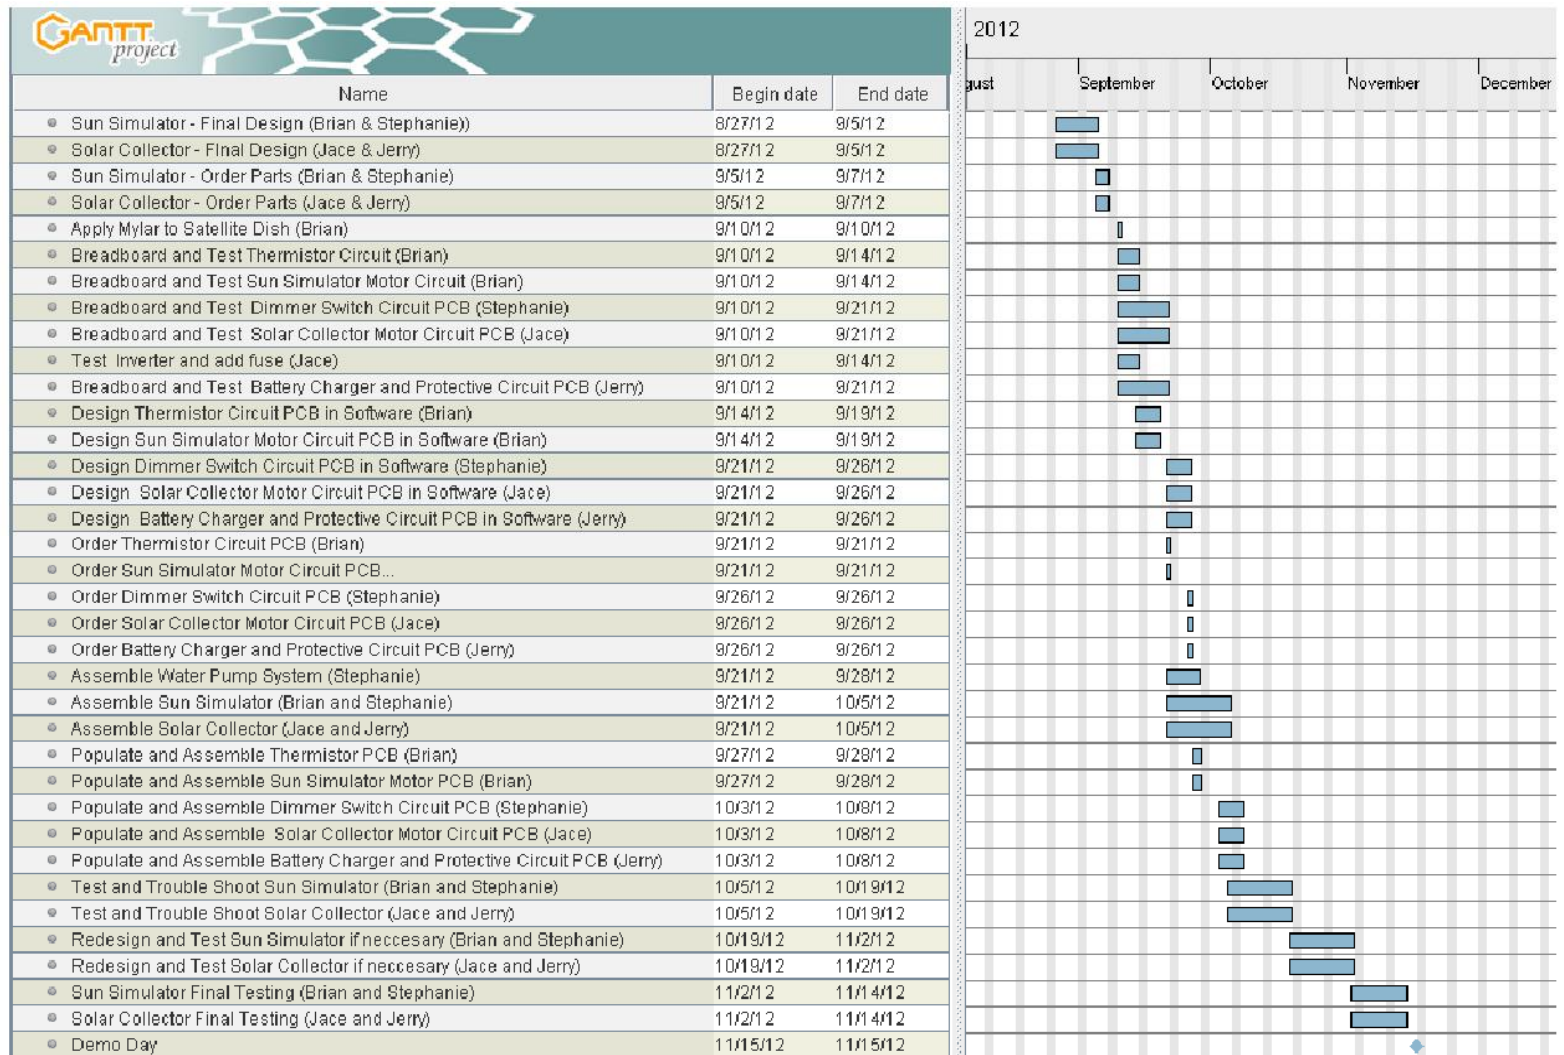 GANTT
project
2012
gust September October November December
Name Begin date End date
Sun Simulator - Final Design (Brian & Stephanie)) 8/27/12 9/5/12
Solar Collector - FInal Design (Jace & Jerry) 8/27/12 9/5/12
Sun Simulator - Order Parts (Brian & Stephanie) 9/5/12 9/7/12
Solar Collector - Order Parts (Jace & Jerry) 9/5/12 9/7/12
Apply Mylar to Satellite Dish (Brian) 9/10/12 9/10/12
Breadboard and Test Thermistor Circuit (Brian) 9/10/12 9/14/12
Breadboard and Test Sun Simulator Motor Circuit (Brian) 9/10/12 9/14/12
Breadboard and Test Dimmer Switch Circuit PCB (Stephanie) 9/10/12 9/21/12
Breadboard and Test Solar Collector Motor Circuit PCB (Jace) 9/10/12 9/21/12
Test Inverter and add fuse (Jace) 9/10/12 9/14/12
Breadboard and Test Battery Charger and Protective Circuit PCB (Jerry) 9/10/12 9/21/12
Design Thermistor Circuit PCB in Software (Brian) 9/14/12 9/19/12
Design Sun Simulator Motor Circuit PCB in Software (Brian) 9/14/12 9/19/12
Design Dimmer Switch Circuit PCB in Software (Stephanie) 9/21/12 9/26/12
Design Solar Collector Motor Circuit PCB in Software (Jace) 9/21/12 9/26/12
Design Battery Charger and Protective Circuit PCB in Software (Jerry) 9/21/12 9/26/12
Order Thermistor Circuit PCB (Brian) 9/21/12 9/21/12
Order Sun Simulator Motor Circuit PCB... 9/21/12 9/21/12
Order Dimmer Switch Circuit PCB (Stephanie) 9/26/12 9/26/12
Order Solar Collector Motor Circuit PCB (Jace) 9/26/12 9/26/12
Order Battery Charger and Protective Circuit PCB (Jerry) 9/26/12 9/26/12
Assemble Water Pump System (Stephanie) 9/21/12 9/28/12
Assemble Sun Simulator (Brian and Stephanie) 9/21/12 10/5/12
Assemble Solar Collector (Jace and Jerry) 9/21/12 10/5/12
Populate and Assemble Thermistor PCB (Brian) 9/27/12 9/28/12
Populate and Assemble Sun Simulator Motor PCB (Brian) 9/27/12 9/28/12
Populate and Assemble Dimmer Switch Circuit PCB (Stephanie) 10/3/12 10/8/12
Populate and Assemble Solar Collector Motor Circuit PCB (Jace) 10/3/12 10/8/12
Populate and Assemble Battery Charger and Protective Circuit PCB (Jerry) 10/3/12 10/8/12
Test and Trouble Shoot Sun Simulator (Brian and Stephanie) 10/5/12 10/19/12
Test and Trouble Shoot Solar Collector (Jace and Jerry) 10/5/12 10/19/12
Redesign and Test Sun Simulator if neccesary (Brian and Stephanie) 10/19/12 11/2/12
Redesign and Test Solar Collector if neccesary (Jace and Jerry) 10/19/12 11/2/12
Sun Simulator Final Testing (Brian and Stephanie) 11/2/12 11/14/12
Solar Collector Final Testing (Jace and Jerry) 11/2/12 11/14/12
Demo Day 11/15/12 11/15/12